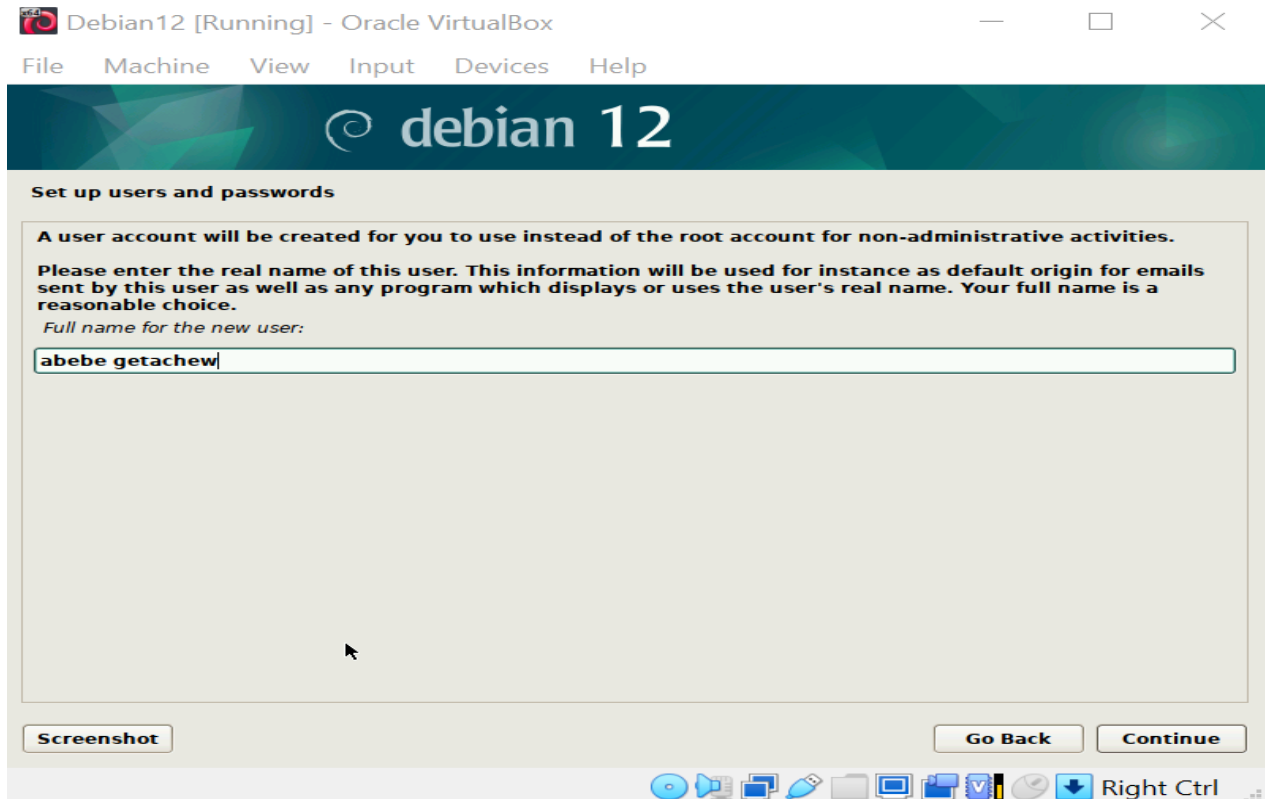 Debian12 [Running] - Oracle VirtualBox
File Machine View Input Devices Help
debian 12
Set up users and passwords
A user account will be created for you to use instead of the root account for non-administrative activities.
Please enter the real name of this user. This information will be used for instance as default origin for emails
sent by this user as well as any program which displays or uses the user's real name. Your full name is a
reasonable choice.
Full name for the new user:
abebe getachew
Screenshot Go Back Continue
Right Ctrl